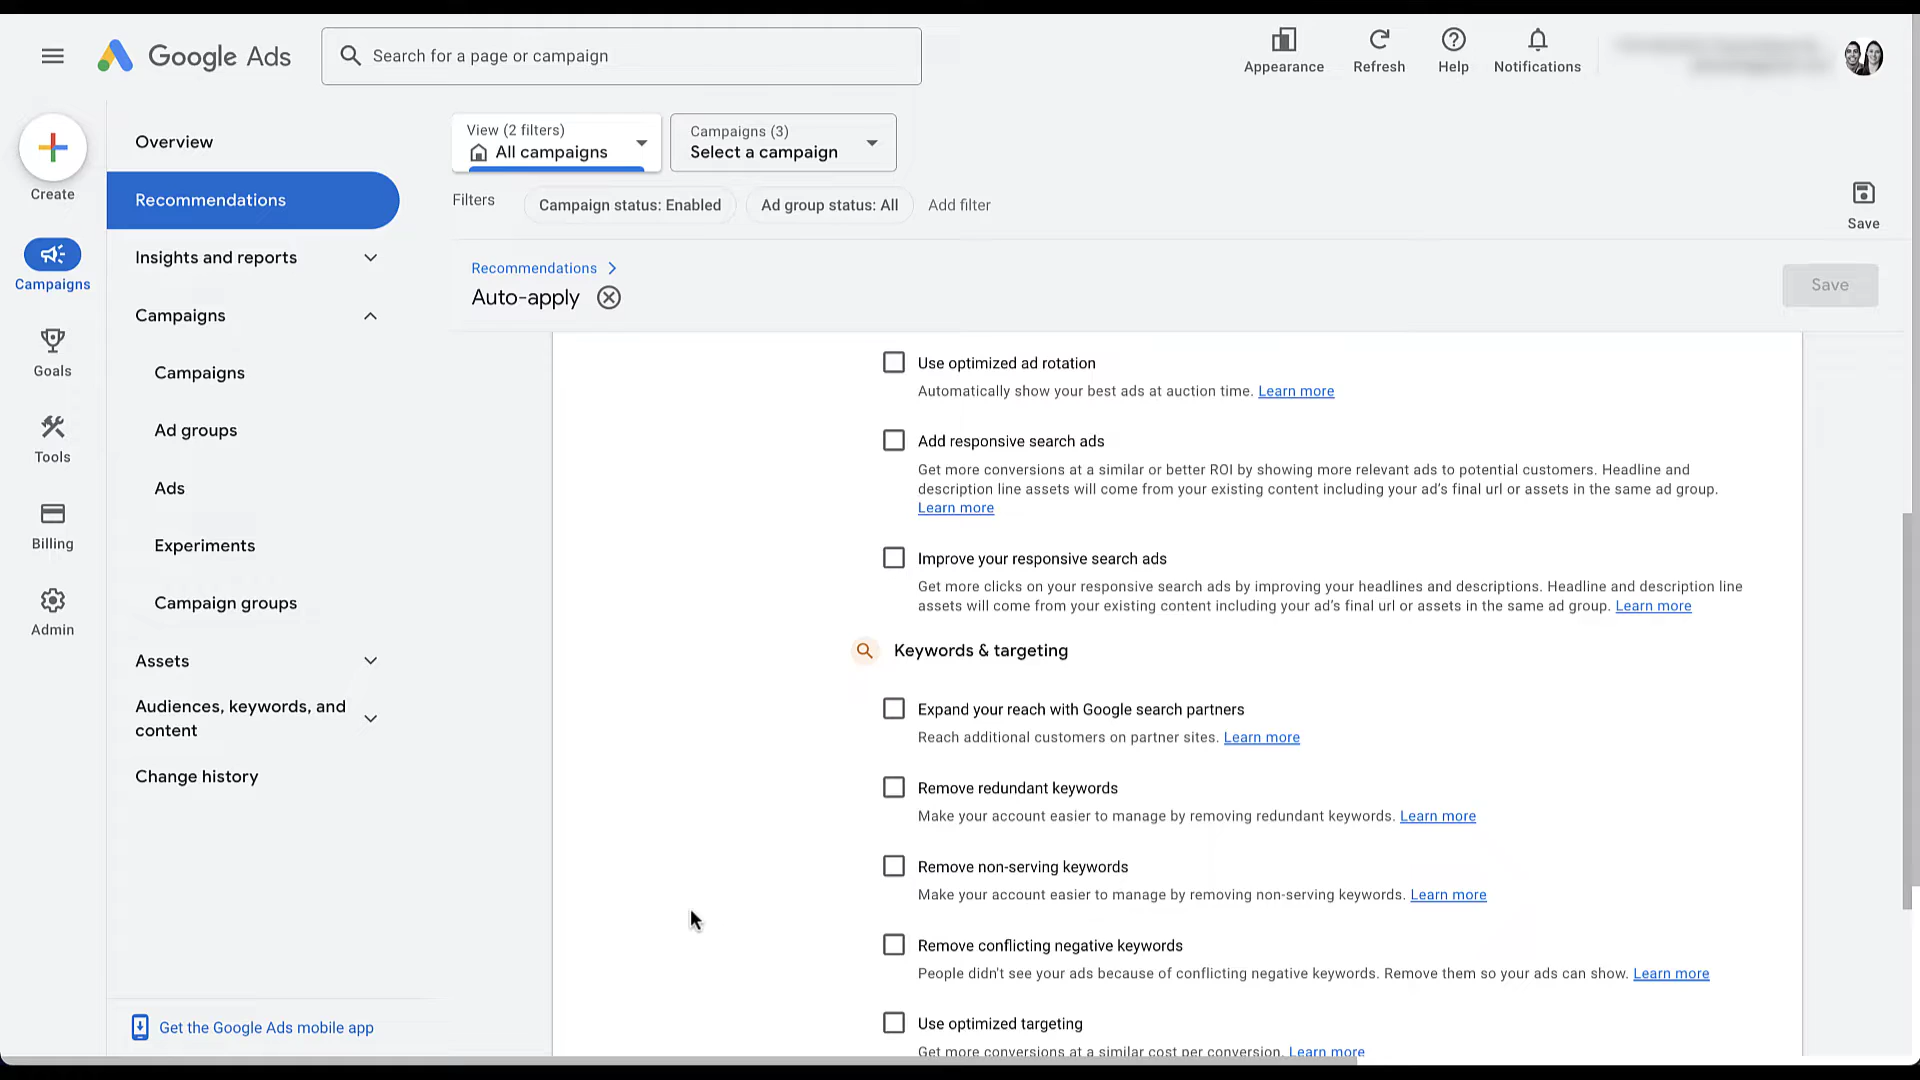 Google Ads
Search for a page or campaign
Appearance
Refresh
Help
Notifications
Create
Campaigns
Goals
Tools
Billing
Admin
Overview
Recommendations
Insights and reports
Campaigns
Campaigns
Ad groups
Ads
Experiments
Campaign groups
Assets
Audiences, keywords, and
content
Change history
Get the Google Ads mobile app
View (2 filters)
All campaigns
Campaigns (3)
Select a campaign
Filters
Campaign status: Enabled
Ad group status: All
Add filter
Save
Recommendations
Auto-apply
Save
Use optimized ad rotation
Automatically show your best ads at auction time. Learn more
Add responsive search ads
Get more conversions at a similar or better ROI by showing more relevant ads to potential customers. Headline and
description line assets will come from your existing content including your ad's final url or assets in the same ad group.
Learn more
Improve your responsive search ads
Get more clicks on your responsive search ads by improving your headlines and descriptions. Headline and description line
assets will come from your existing content including your ad's final url or assets in the same ad group. Learn more
Keywords & targeting
Expand your reach with Google search partners
Reach additional customers on partner sites. Learn more
Remove redundant keywords
Make your account easier to manage by removing redundant keywords. Learn more
Remove non-serving keywords
Make your account easier to manage by removing non-serving keywords. Learn more
Remove conflicting negative keywords
People didn't see your ads because of conflicting negative keywords. Remove them so your ads can show. Learn more
Use optimized targeting
Get more conversions at a similar cost per conversion. Learn more